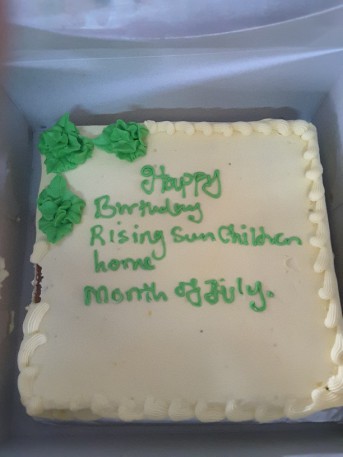 Happy
Birthday
Rising Sun Children
home
month of July.